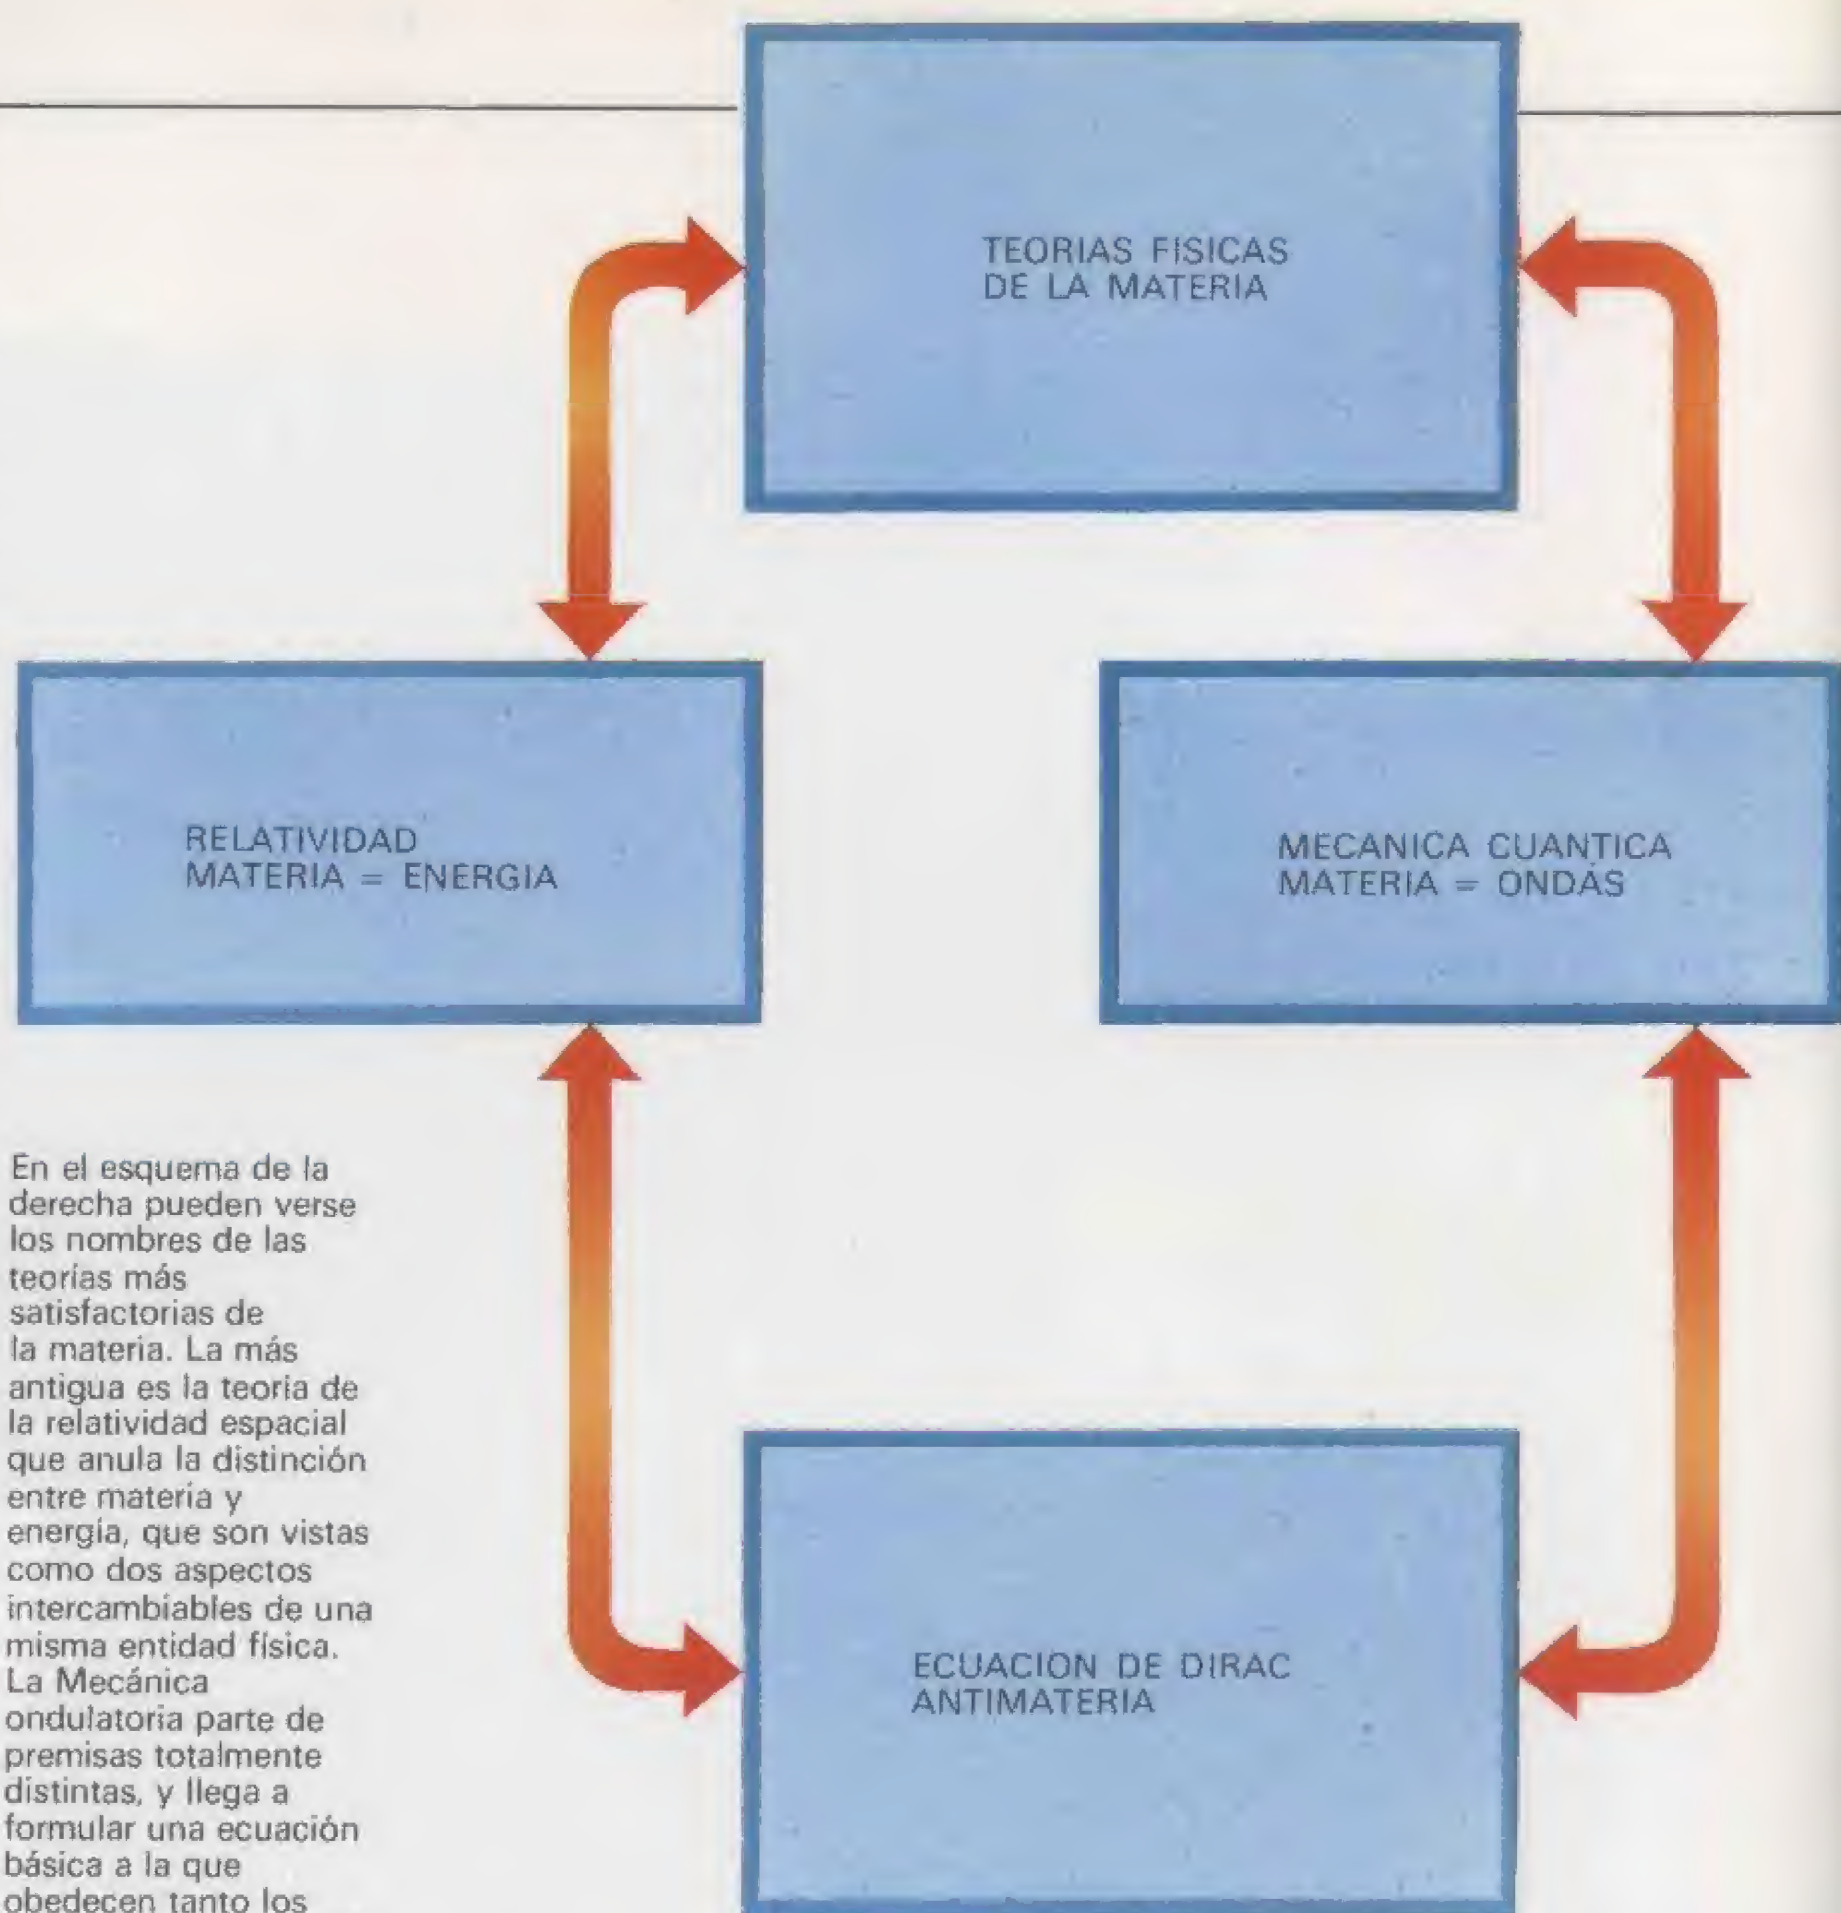 TEORIAS FISICAS
DE LA MATERIA
RELATIVIDAD
MATERIA = ENERGIA
MECANICA CUANTICA
MATERIA = ONDAS
En el esquema de la
derecha pueden verse
los nombres de las
teorías más
satisfactorias de
la materia. La más
antigua es la teoría de
la relatividad espacial
que anula la distinción
entre materia y
energía, que son vistas
como dos aspectos
intercambiables de una
misma entidad física.
La Mecánica
ondulatoria parte de
premisas totalmente
distintas, y llega a
formular una ecuación
básica a la que
obedecen tanto los
ECUACION DE DIRAC
ANTIMATERIA